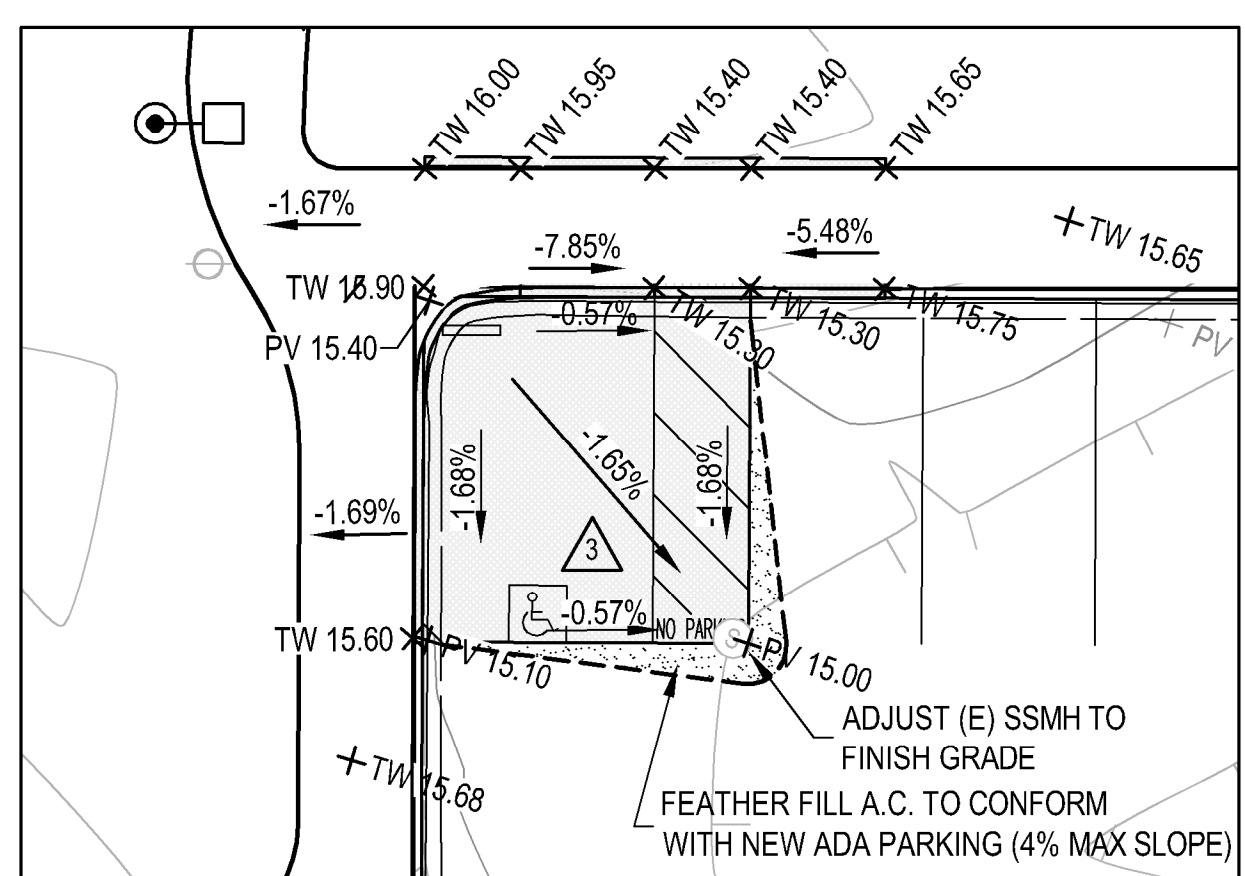 TW 16.00
TW 15.95
TW 15.40
TW 15.40
TW 15.65
-1.67%
-7.85%
-5.48%
TW 15.65
TW 15.90
PV 15.40
-0.57%
TW 15.30
TW 15.30
TW 15.75
PV
-1.68%
-1.65%
-1.68%
-1.69%
3
-0.57%
NO PARK
S
TW 15.60
PV 15.10
PV 15.00
TW 15.68
ADJUST (E) SSMH TO
FINISH GRADE
FEATHER FILL A.C. TO CONFORM
WITH NEW ADA PARKING (4% MAX SLOPE)